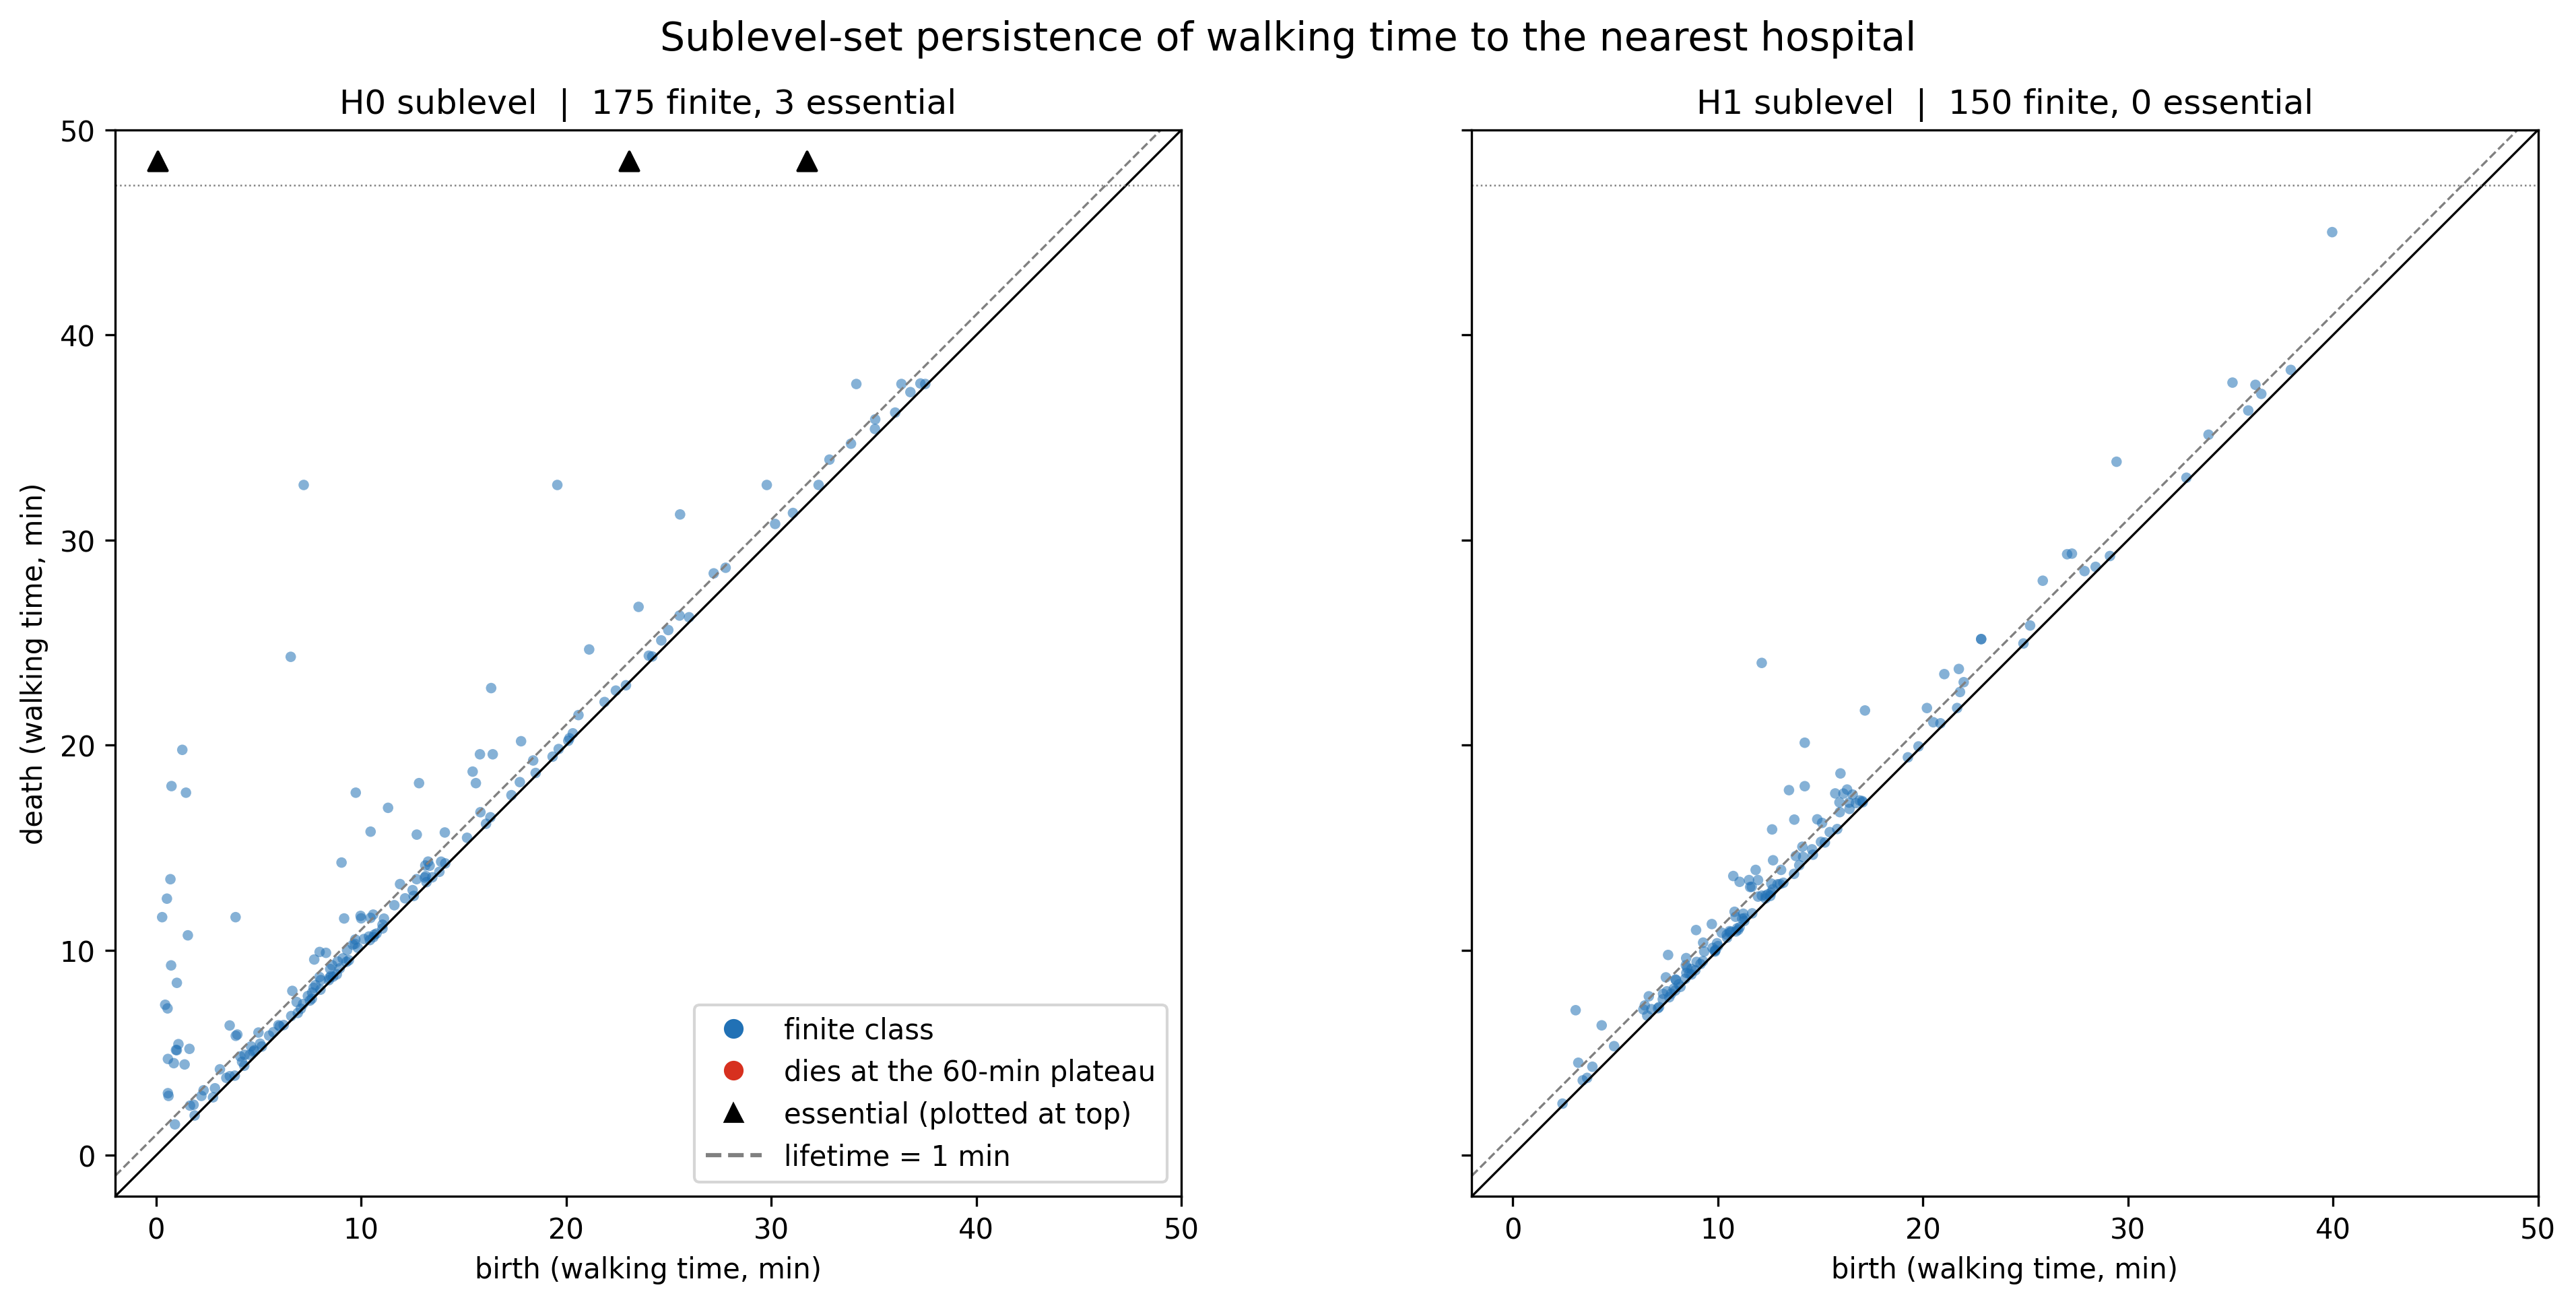 Sublevel-set persistence of walking time to the nearest hospital
H0 sublevel | 175 finite, 3 essential
H1 sublevel | 150 finite, 0 essential
50
40
30
20
10
0
death (walking time, min)
finite class
dies at the 60-min plateau
essential (plotted at top)
lifetime = 1 min
0 10 20 30 40 50
birth (walking time, min)
0 10 20 30 40 50
birth (walking time, min)